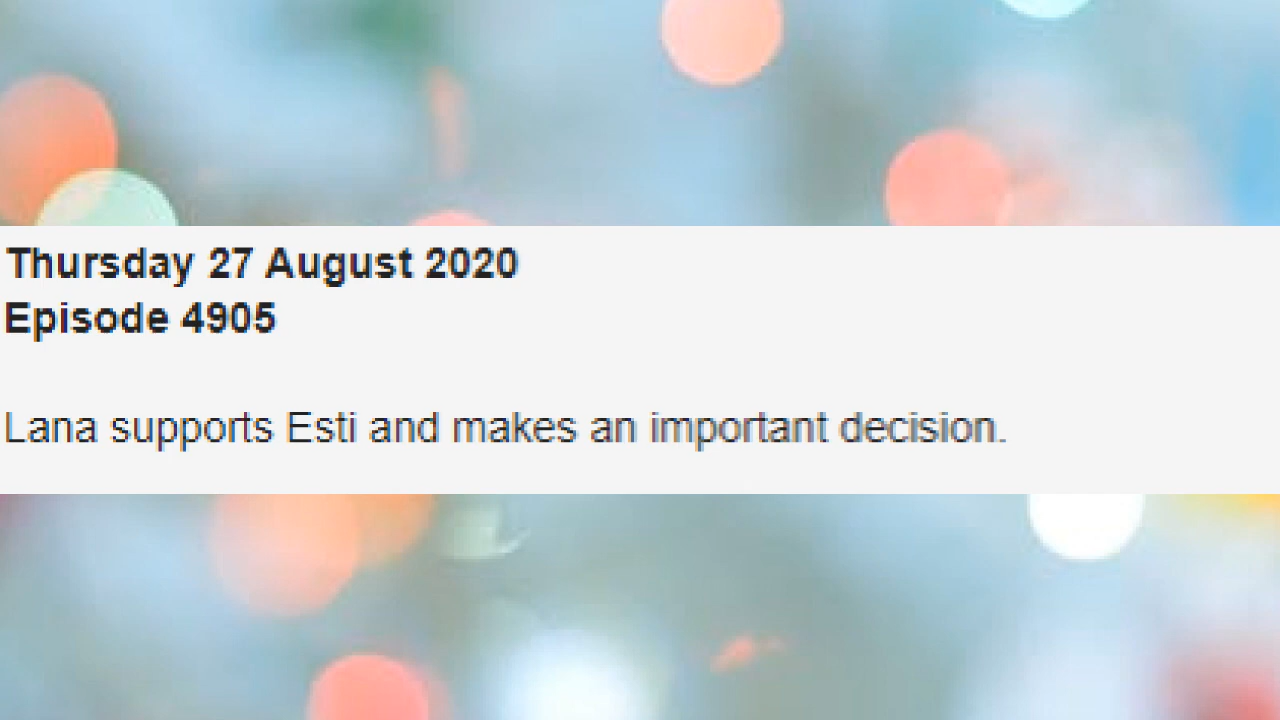 Thursday 27 August 2020
Episode 4905
Lana supports Esti and makes an important decision.